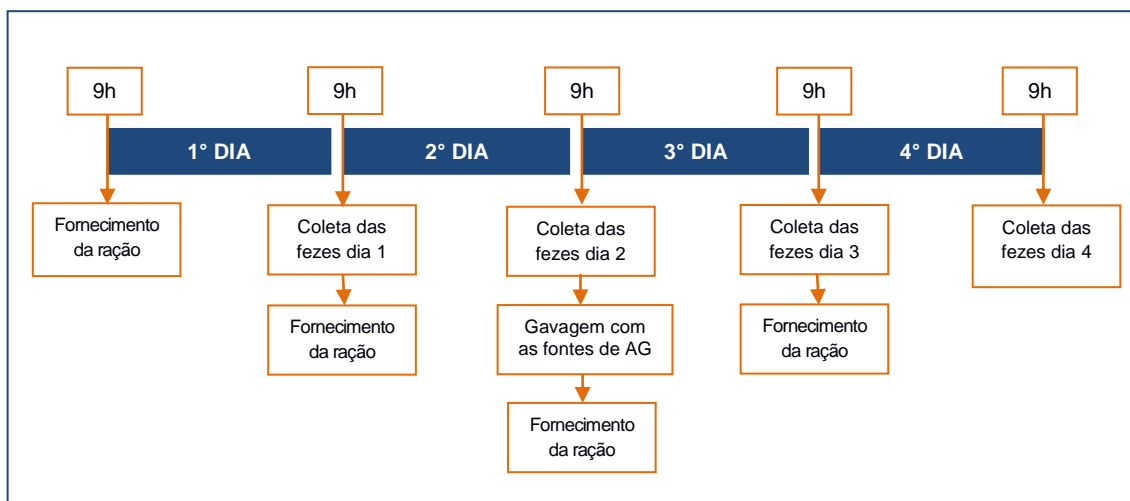 9h
9h
9h
9h
9h
1° DIA
2° DIA
3° DIA
4° DIA
Fornecimento
da ração
Coleta das
fezes dia 1
Coleta das
fezes dia 2
Coleta das
fezes dia 3
Coleta das
fezes dia 4
Fornecimento
da ração
Gavagem com
as fontes de AG
Fornecimento
da ração
Fornecimento
da ração